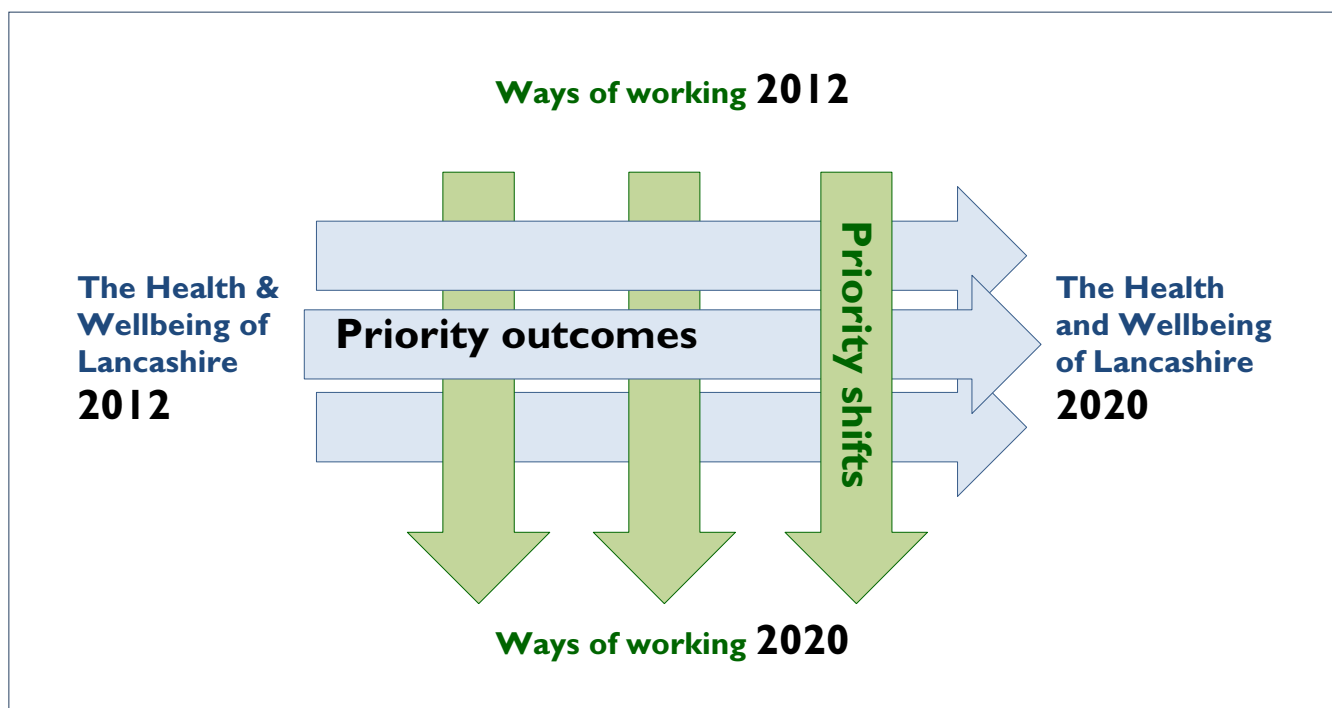 Ways of working 2012
The Health &
Wellbeing of
Lancashire
2012
Priority outcomes
Priority shifts
The Health
and Wellbeing
of Lancashire
2020
Ways of working 2020